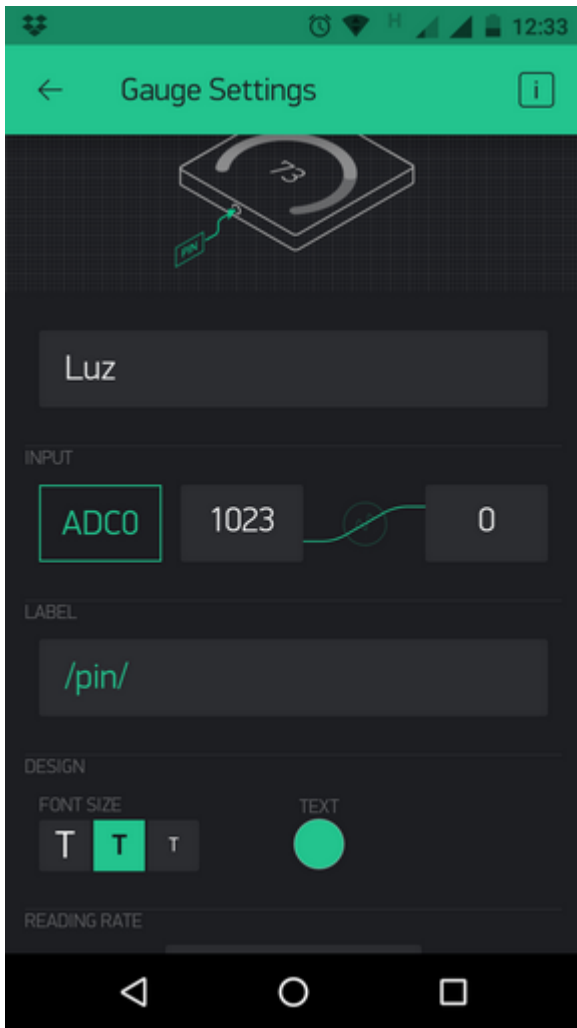 H 12:33
Gauge Settings i
73
PIN
Luz
INPUT
ADC0 1023 0
LABEL
/pin/
DESIGN
FONT SIZE TEXT
T T T
READING RATE